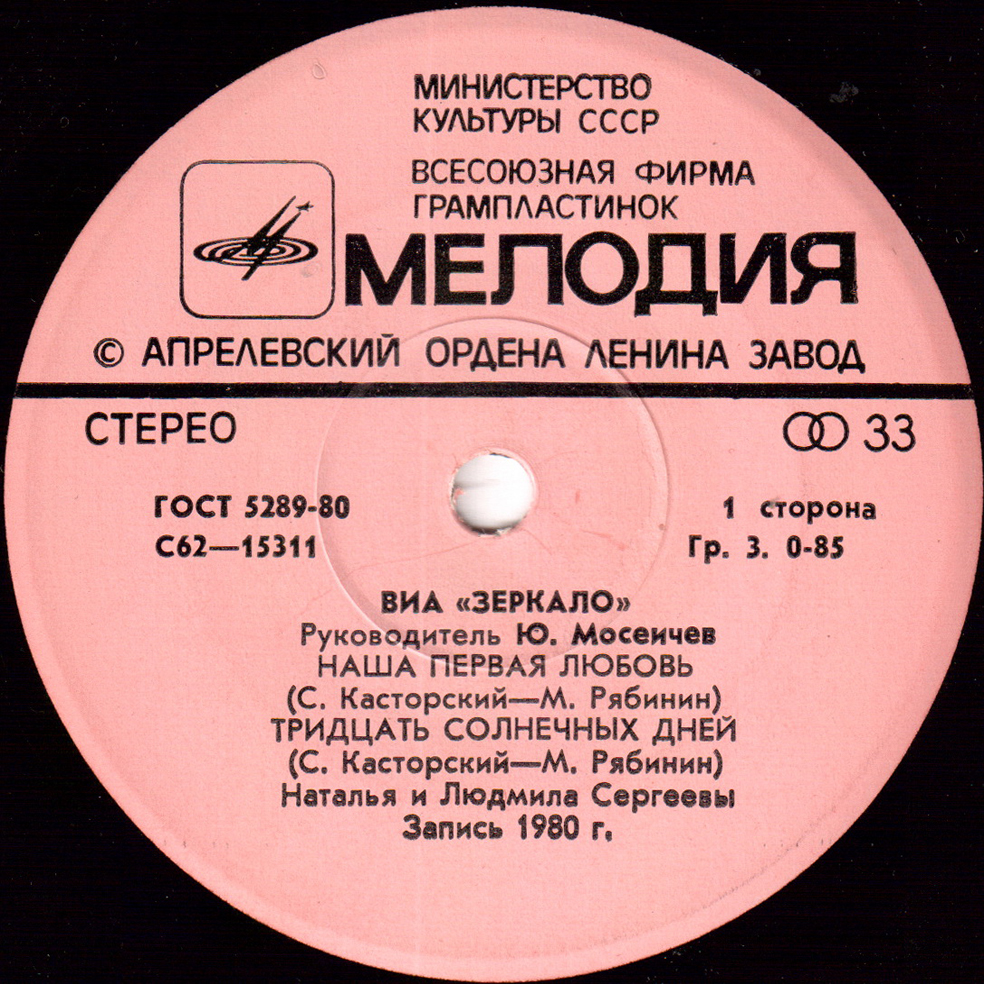 МИНИСТЕРСТВО
КУЛЬТУРЫ СССР
ВСЕСОЮЗНАЯ ФИРМА
ГРАМПЛАСТИНОК
МЕЛОДИЯ
© АПРЕЛЕВСКИЙ ОРДЕНА ЛЕНИНА ЗАВОД
СТЕРЕО 33
ГОСТ 5289-80 1 сторона
С62—15311 Гр. 3. 0-85
ВИА «ЗЕРКАЛО»
Руководитель Ю. Мосеичев
НАША ПЕРВАЯ ЛЮБОВЬ
(С. Касторский—М. Рябинин)
ТРИДЦАТЬ СОЛНЕЧНЫХ ДНЕЙ
(С. Касторский—М. Рябинин)
Наталья и Людмила Сергеевы
Запись 1980 г.